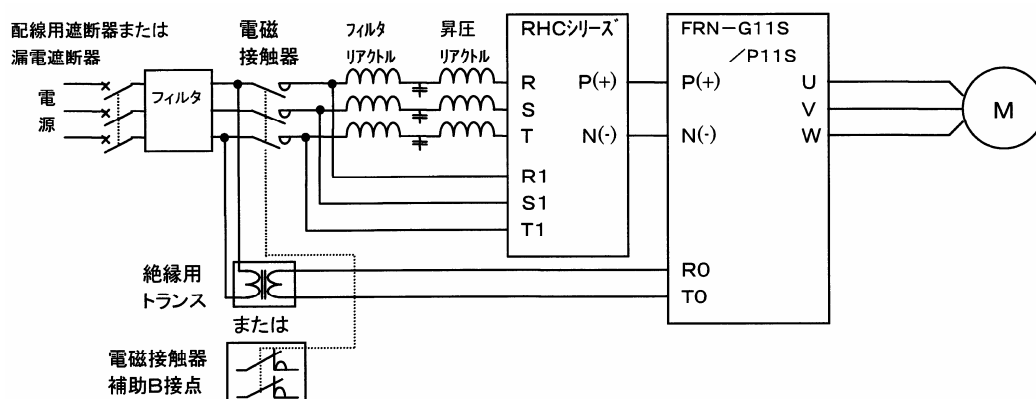 配線用遮断器または
漏電遮断器
電
源
フィルタ
電磁
接触器
フィルタ
リアクトル
昇圧
リアクトル
RHCシリーズ
R
S
T
P(+)
N(-)
R1
S1
T1
FRN-G11S
/P11S
P(+)
N(-)
U
V
W
R0
T0
M
絶縁用
トランス
または
電磁接触器
補助B接点